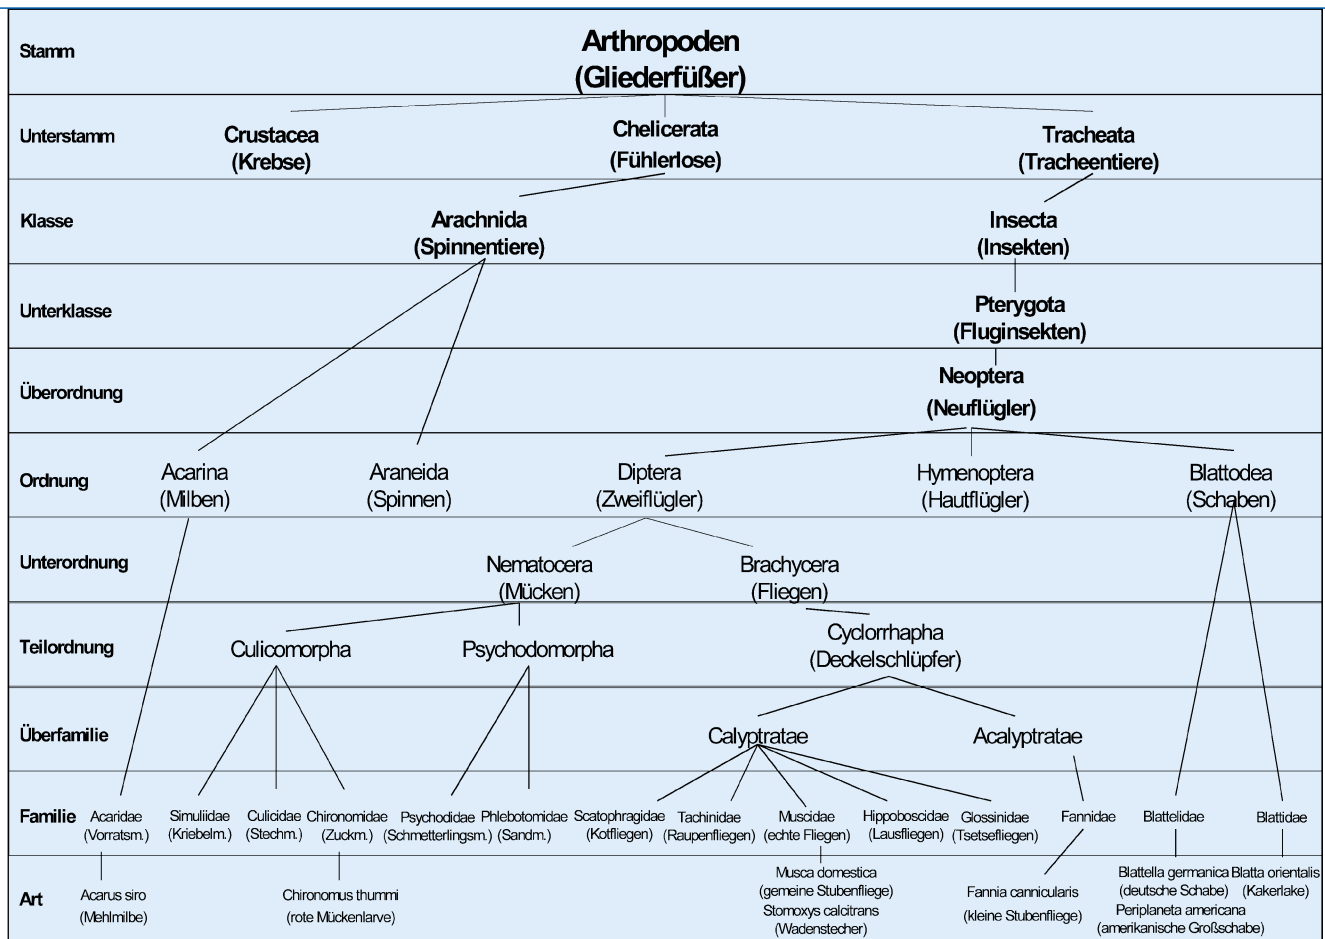 Stamm
Arthropoden
(Gliederfüßer)
Unterstamm
Crustacea
(Krebse)
Chelicerata
(Fühlerlose)
Tracheata
(Tracheentiere)
Klasse
Arachnida
(Spinnentiere)
Insecta
(Insekten)
Unterklasse
Pterygota
(Fluginsekten)
Überordnung
Neoptera
(Neuflügler)
Ordnung
Acarina
(Milben)
Araneida
(Spinnen)
Diptera
(Zweiflügler)
Hymenoptera
(Hautflügler)
Blattodea
(Schaben)
Unterordnung
Nematocera
(Mücken)
Brachycera
(Fliegen)
Teilordnung
Culicomorpha
Psychodomorpha
Cyclorrhapha
(Deckelschlüpfer)
Überfamilie
Calyptratae
Acalyptratae
Familie
Acaridae
(Vorratsm.)
Simuliidae
(Kriebelm.)
Culicidae
(Stechm.)
Chironomidae
(Zuckm.)
Psychodidae
(Schmetterlingsm.)
Phlebotomidae
(Sandm.)
Scatophragidae
(Kotfliegen)
Tachinidae
(Raupenfliegen)
Muscidae
(echte Fliegen)
Hippoboscidae
(Lausfliegen)
Glossinidae
(Tsetsefliegen)
Fannidae
Blattelidae
Blattidae
Art
Acarus siro
(Mehlmilbe)
Chironomus thummi
(rote Mückenlarve)
Musca domestica
(gemeine Stubenfliege)
Stomoxys calcitrans
(Wadenstecher)
Fannia cannicularis
(kleine Stubenfliege)
Blattella germanica
(deutsche Schabe)
Periplaneta americana
(amerikanische Großschabe)
Blatta orientalis
(Kakerlake)